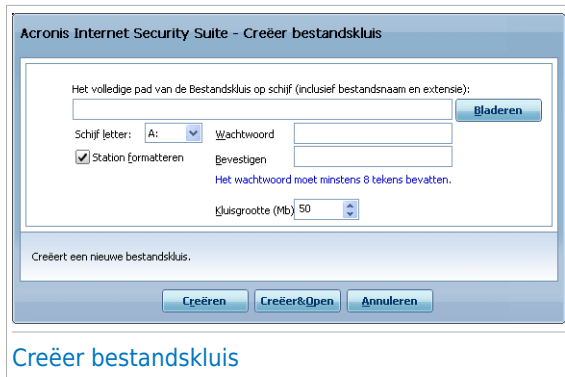 Acronis Internet Security Suite - Creëer bestandskluis
Het volledige pad van de Bestandskluis op schijf (inclusief bestandsnaam en extensie):
Bladeren
Schijf letter: A: Wachtwoord
Station formatteren Bevestigen
Het wachtwoord moet minstens 8 tekens bevatten.
Kluisgrootte (Mb) 50
Creëert een nieuwe bestandskluis.
Creëren Creëer&Open Annuleren
Creëer bestandskluis